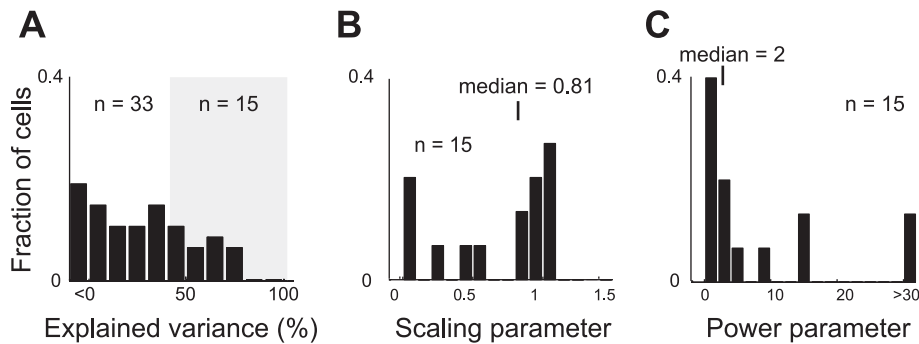 A
B
C
Fraction of cells
0.4
0
n = 33
n = 15
<0
50
100
Explained variance (%)
0.4
0
median = 0.81
n = 15
0
0.5
1
1.5
Scaling parameter
0.4
0
median = 2
n = 15
0
10
20
>30
Power parameter